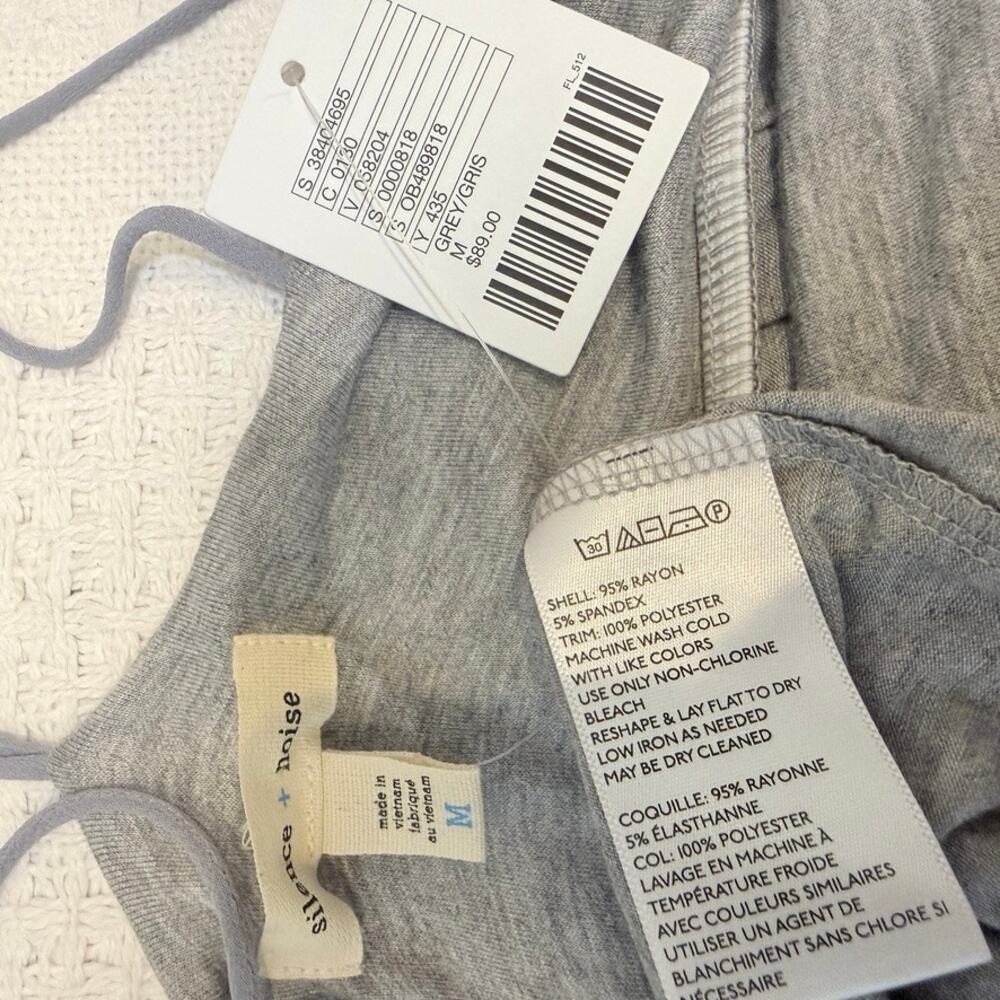 S 38404695
C 0130
V 058204
S 0000818
S OB489818
Y 435
GREY/GRIS
M
$89.00
FL_512
30
P
SHELL: 95% RAYON
5% SPANDEX
TRIM: 100% POLYESTER
MACHINE WASH COLD
WITH LIKE COLORS
USE ONLY NON-CHLORINE
BLEACH
RESHAPE & LAY FLAT TO DRY
LOW IRON AS NEEDED
MAY BE DRY CLEANED
COQUILLE: 95% RAYONNE
5% ÉLASTHANNE
COL: 100% POLYESTER
LAVAGE EN MACHINE À
TEMPÉRATURE FROIDE
AVEC COULEURS SIMILAIRES
UTILISER UN AGENT DE
BLANCHIMENT SANS CHLORE SI
NÉCESSAIRE
silence + noise
made in
vietnam
fabriqué
au vietnam
M